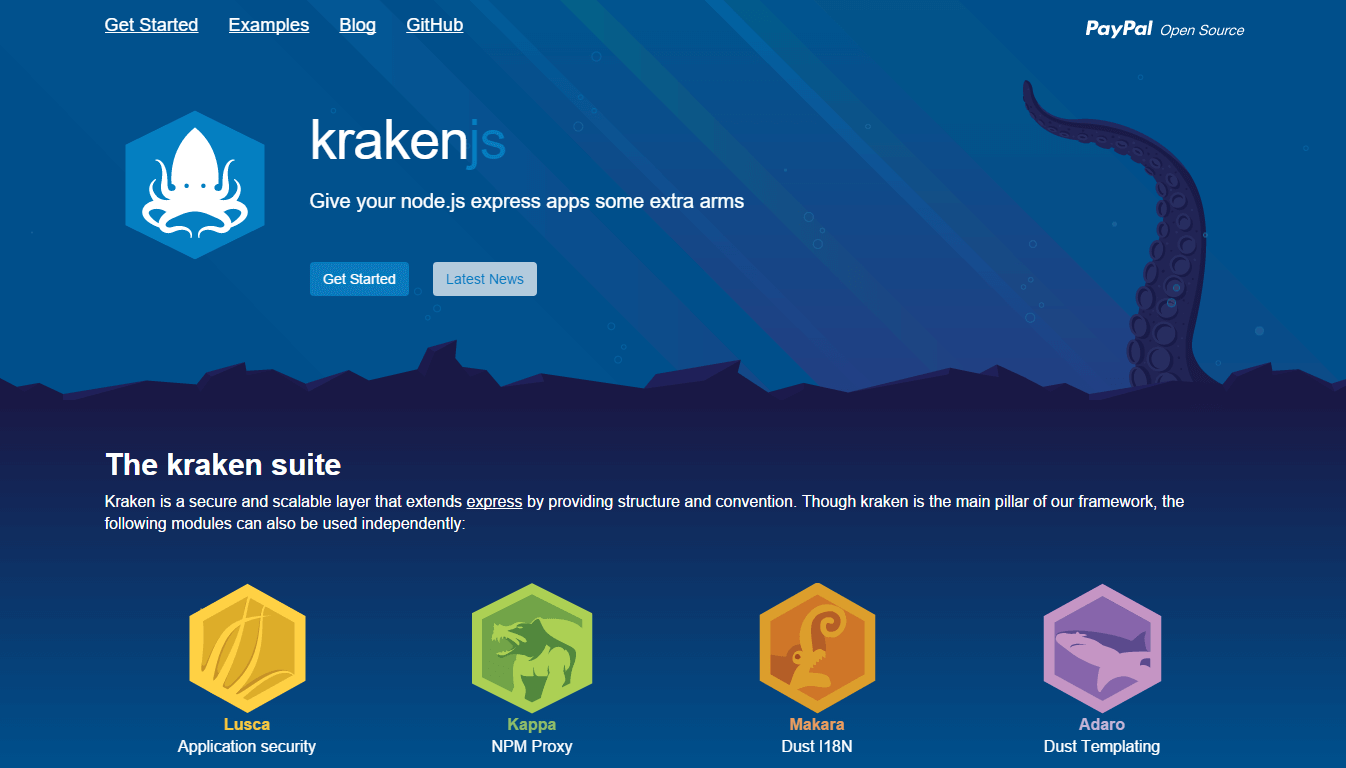 Get Started Examples Blog GitHub PayPal Open Source
krakenjs
Give your node.js express apps some extra arms
Get Started Latest News
The kraken suite
Kraken is a secure and scalable layer that extends express by providing structure and convention. Though kraken is the main pillar of our framework, the
following modules can also be used independently:
Lusca Kappa Makara Adaro
Application security NPM Proxy Dust I18N Dust Templating